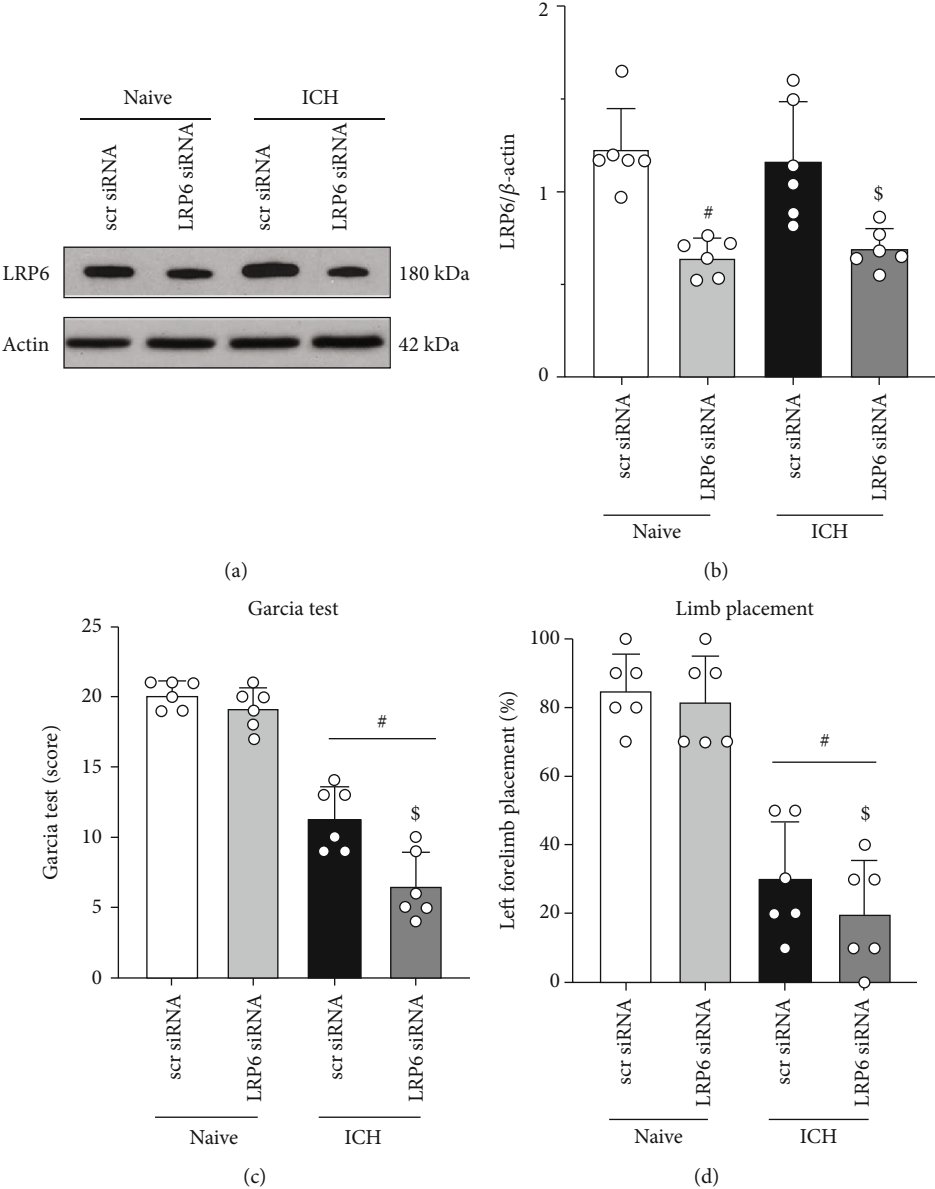 Naive
ICH
scr siRNA
LRP6 siRNA
scr siRNA
LRP6 siRNA
LRP6
180 kDa
Actin
42 kDa
(a)
2
1
0
LRP6/β-actin
#
$
scr siRNA
LRP6 siRNA
scr siRNA
LRP6 siRNA
Naive
ICH
(b)
Garcia test
25
20
15
10
5
0
Garcia test (score)
#
$
scr siRNA
LRP6 siRNA
scr siRNA
LRP6 siRNA
Naive
ICH
(c)
Limb placement
100
80
60
40
20
0
Left forelimb placement (%)
#
$
scr siRNA
LRP6 siRNA
scr siRNA
LRP6 siRNA
Naive
ICH
(d)